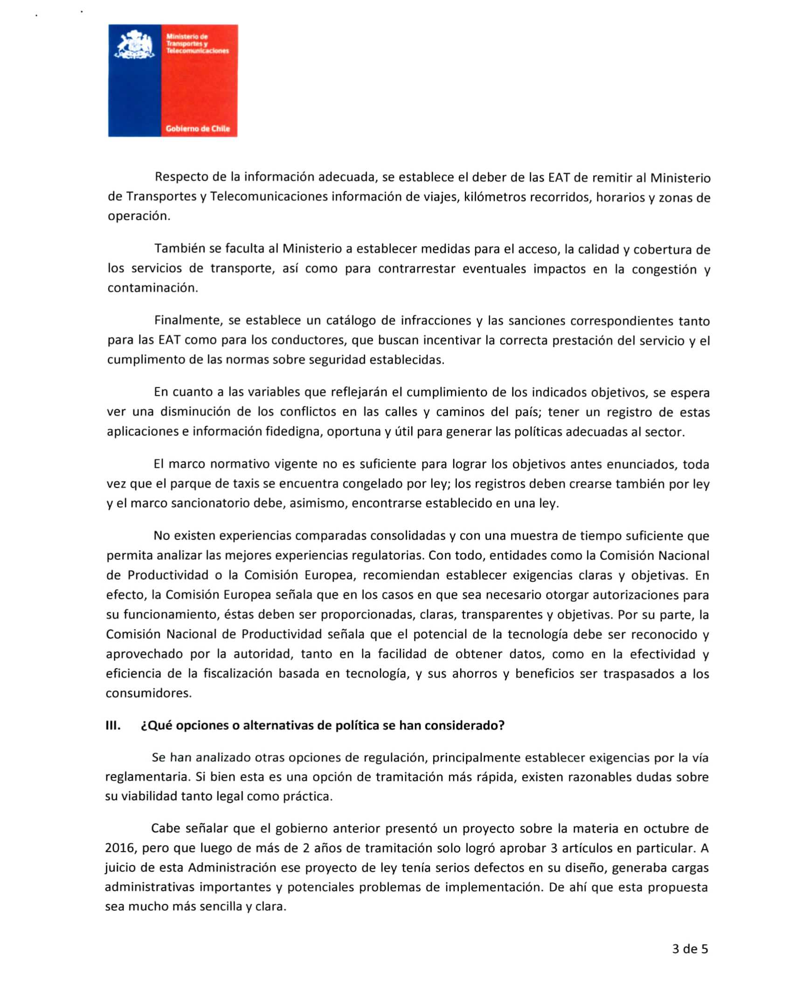 Ministerio de
Transportes y
Telecomunicaciones
Gobierno de Chile
Respecto de la información adecuada, se establece el deber de las EAT de remitir al Ministerio
de Transportes y Telecomunicaciones información de viajes, kilómetros recorridos, horarios y zonas de
operación.
También se faculta al Ministerio a establecer medidas para el acceso, la calidad y cobertura de
los servicios de transporte, así como para contrarrestar eventuales impactos en la congestión y
contaminación.
Finalmente, se establece un catálogo de infracciones y las sanciones correspondientes tanto
para las EAT como para los conductores, que buscan incentivar la correcta prestación del servicio y el
cumplimento de las normas sobre seguridad establecidas.
En cuanto a las variables que reflejarán el cumplimiento de los indicados objetivos, se espera
ver una disminución de los conflictos en las calles y caminos del país; tener un registro de estas
aplicaciones e información fidedigna, oportuna y útil para generar las políticas adecuadas al sector.
El marco normativo vigente no es suficiente para lograr los objetivos antes enunciados, toda
vez que el parque de taxis se encuentra congelado por ley; los registros deben crearse también por ley
y el marco sancionatorio debe, asimismo, encontrarse establecido en una ley.
No existen experiencias comparadas consolidadas y con una muestra de tiempo suficiente que
permita analizar las mejores experiencias regulatorias. Con todo, entidades como la Comisión Nacional
de Productividad o la Comisión Europea, recomiendan establecer exigencias claras y objetivas. En
efecto, la Comisión Europea señala que en los casos en que sea necesario otorgar autorizaciones para
su funcionamiento, éstas deben ser proporcionadas, claras, transparentes y objetivas. Por su parte, la
Comisión Nacional de Productividad señala que el potencial de la tecnología debe ser reconocido y
aprovechado por la autoridad, tanto en la facilidad de obtener datos, como en la efectividad y
eficiencia de la fiscalización basada en tecnología, y sus ahorros y beneficios ser traspasados a los
consumidores.
III. ¿Qué opciones o alternativas de política se han considerado?
Se han analizado otras opciones de regulación, principalmente establecer exigencias por la vía
reglamentaria. Si bien esta es una opción de tramitación más rápida, existen razonables dudas sobre
su viabilidad tanto legal como práctica.
Cabe señalar que el gobierno anterior presentó un proyecto sobre la materia en octubre de
2016, pero que luego de más de 2 años de tramitación solo logró aprobar 3 artículos en particular. A
juicio de esta Administración ese proyecto de ley tenía serios defectos en su diseño, generaba cargas
administrativas importantes y potenciales problemas de implementación. De ahí que esta propuesta
sea mucho más sencilla y clara.
3 de 5